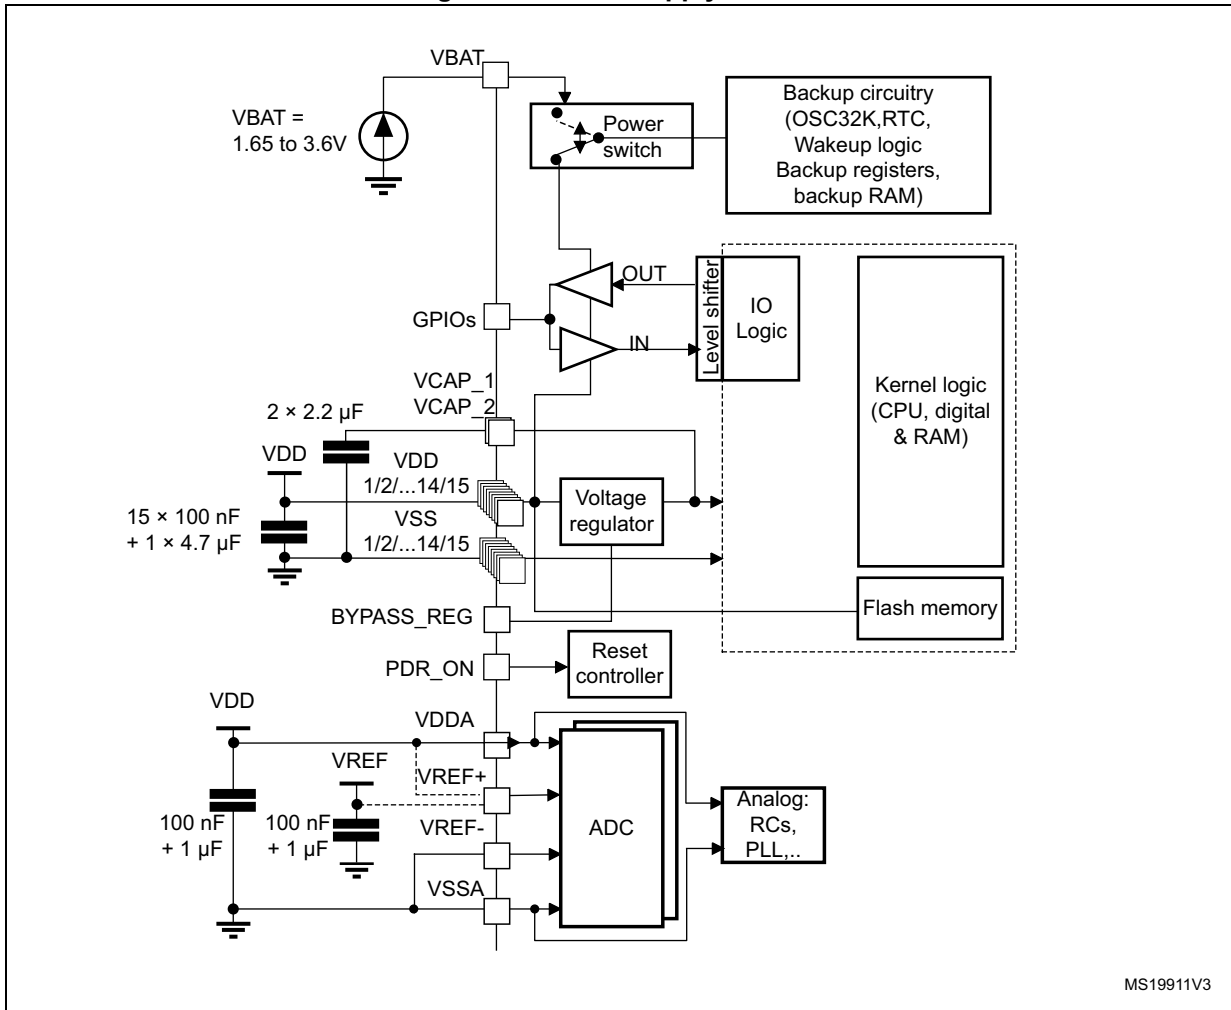 VBAT
VBAT =
1.65 to 3.6V
Power
switch
Backup circuitry
(OSC32K,RTC,
Wakeup logic
Backup registers,
backup RAM)
OUT
GPIOs
IN
Level shifter
IO
Logic
Kernel logic
(CPU, digital
& RAM)
VCAP_1
VCAP_2
2 × 2.2 μF
VDD
VDD
1/2/...14/15
15 × 100 nF
+ 1 × 4.7 μF
VSS
1/2/...14/15
Voltage
regulator
Flash memory
BYPASS_REG
PDR_ON
Reset
controller
VDD
VDDA
VREF
VREF+
100 nF
+ 1 μF
100 nF
+ 1 μF
VREF-
VSSA
ADC
Analog:
RCs,
PLL,..
MS19911V3